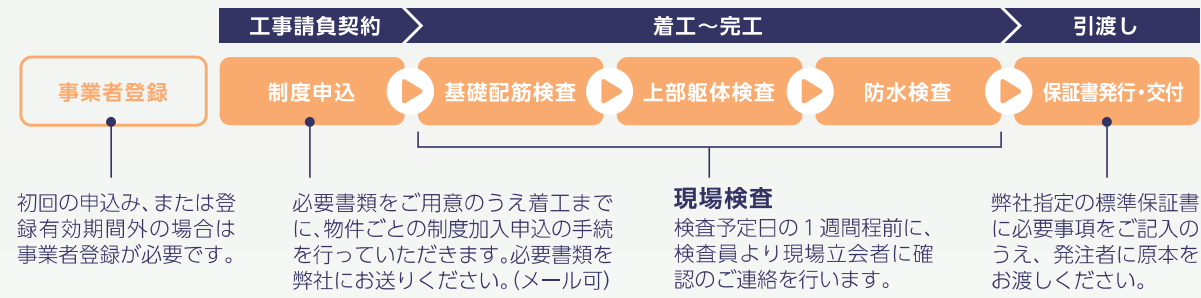 工事請負契約
着工～完工
引渡し
事業者登録
制度申込
基礎配筋検査
上部躯体検査
防水検査
保証書発行・交付
初回の申込み、または登
録有効期間外の場合は
事業者登録が必要です。
必要書類をご用意のうえ着工まで
に、物件ごとの制度加入申込の手続
を行っていただきます。必要書類を
弊社にお送りください。（メール可）
現場検査
検査予定日の１週間程前に、
検査員より現場立会者に確
認のご連絡を行います。
弊社指定の標準保証書
に必要事項をご記入の
うえ、発注者に原本を
お渡しください。